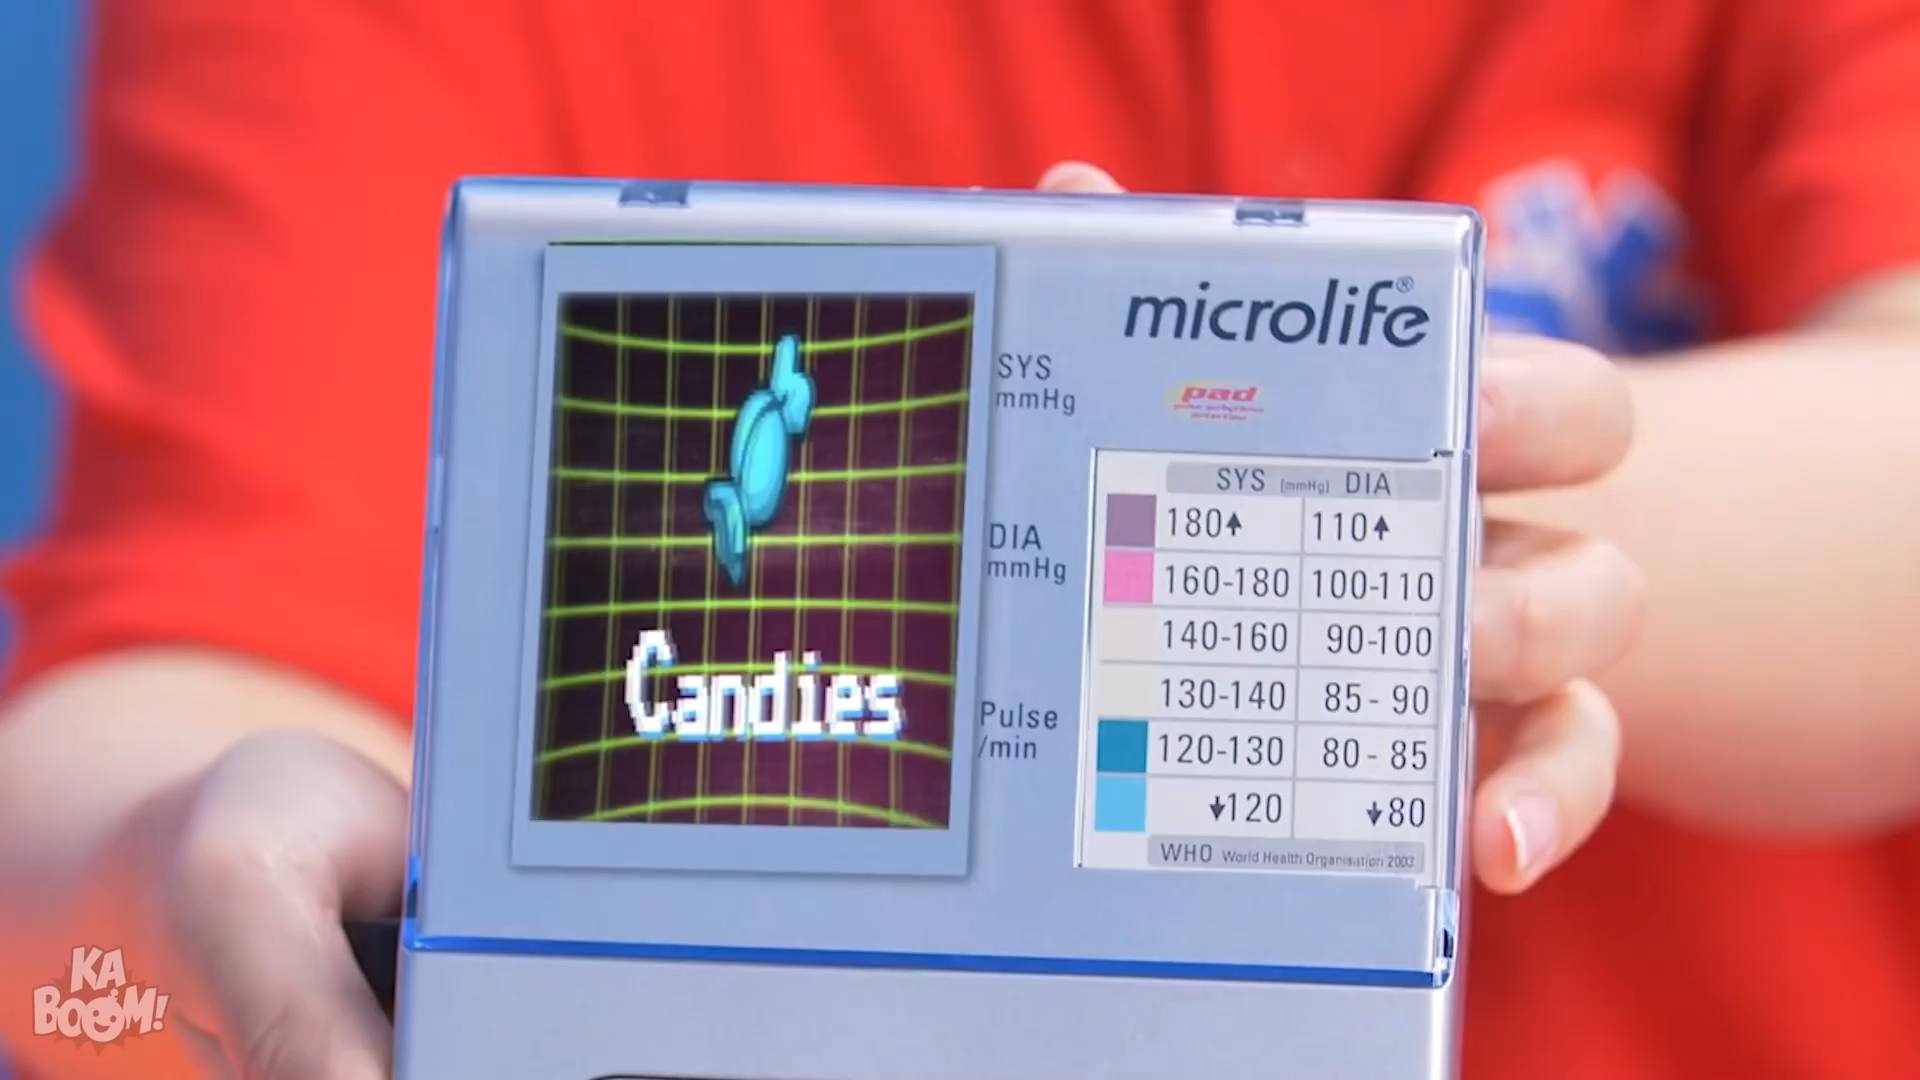 microlife®
pad
SYS
mmHg
DIA
mmHg
Pulse
/min
Candies
SYS [mmHg] DIA
180↑ 110↑
160-180 100-110
140-160 90-100
130-140 85-90
120-130 80-85
↓120 ↓80
WHO World Health Organisation 2003
KA
BOOM!